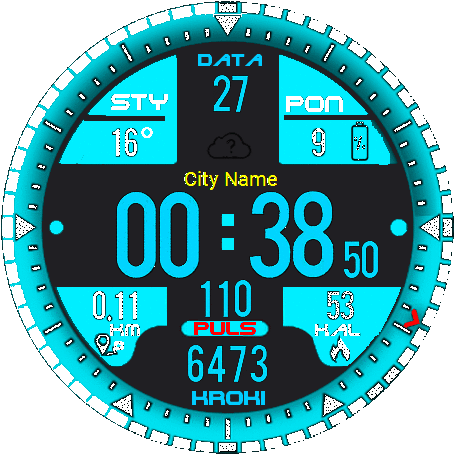 DATA
27
STY
PON
16°
?
9
%
City Name
00:38
50
0.11
110
53
KM
PULS
KAL
6473
KROKI